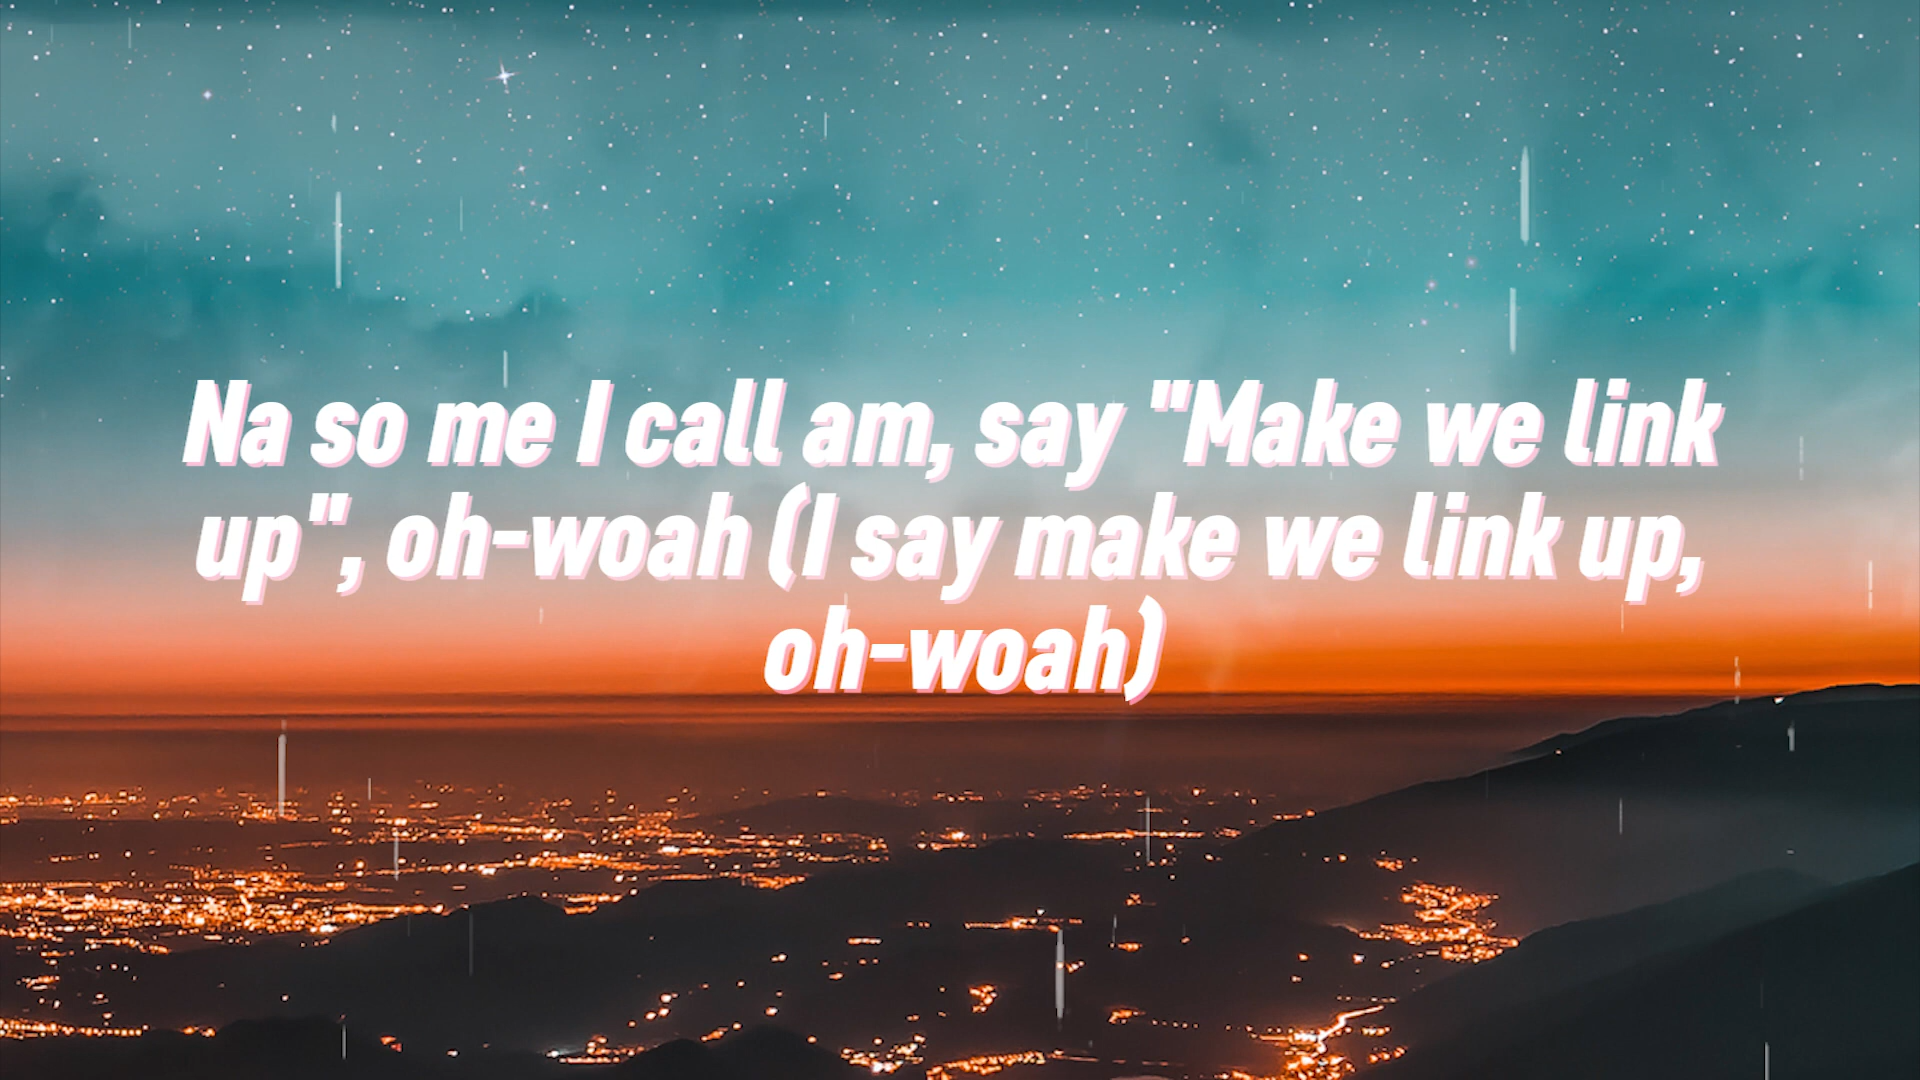 Na so me I call am, say "Make we link
up", oh-woah (I say make we link up,
oh-woah)